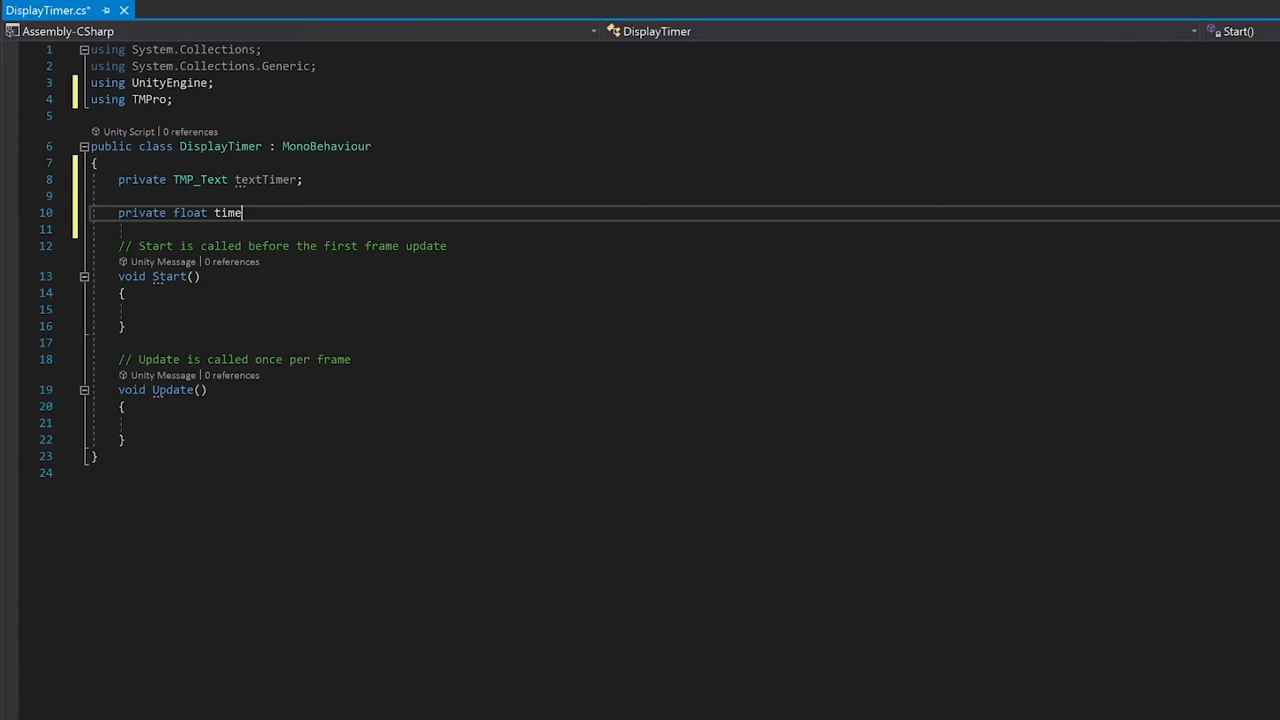 DisplayTimer.cs*
Assembly-CSharp DisplayTimer Start()
1 using System.Collections;
2 using System.Collections.Generic;
3 using UnityEngine;
4 using TMPro;
5
Unity Script | 0 references
6 public class DisplayTimer : MonoBehaviour
7 {
8 private TMP_Text textTimer;
9
10 private float time
11
12 // Start is called before the first frame update
Unity Message | 0 references
13 void Start()
14 {
15
16 }
17
18 // Update is called once per frame
Unity Message | 0 references
19 void Update()
20 {
21
22 }
23 }
24